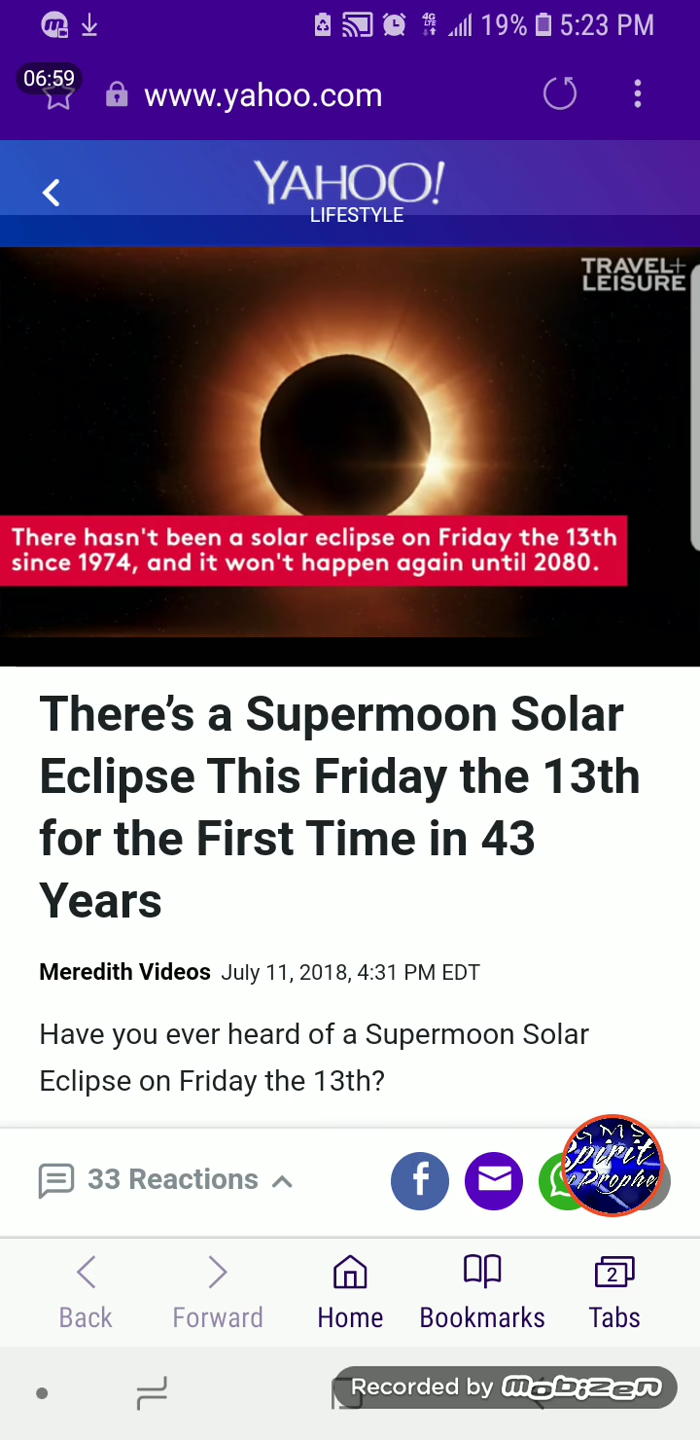 4G LTE 19% 5:23 PM
06:59
www.yahoo.com
YAHOO!
LIFESTYLE
TRAVEL+
LEISURE
There hasn't been a solar eclipse on Friday the 13th
since 1974, and it won't happen again until 2080.
There’s a Supermoon Solar
Eclipse This Friday the 13th
for the First Time in 43
Years
Meredith Videos July 11, 2018, 4:31 PM EDT
Have you ever heard of a Supermoon Solar
Eclipse on Friday the 13th?
33 Reactions
Spirit
2
Back Forward Home Bookmarks Tabs
Recorded by mobizen